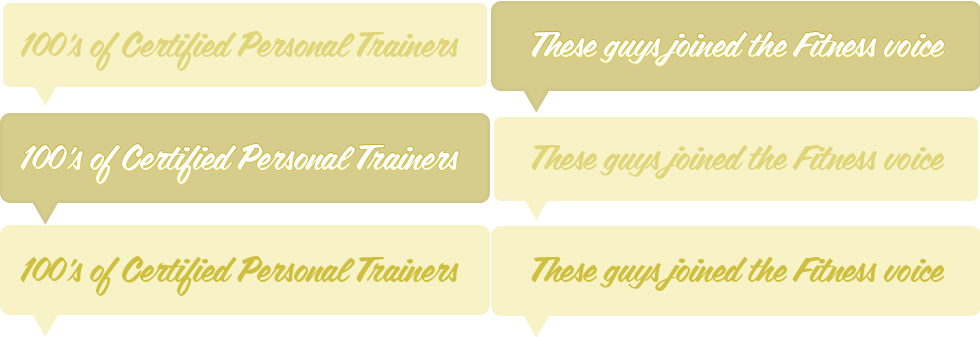 100's of Certified Personal Trainers
These guys joined the Fitness voice
100's of Certified Personal Trainers
These guys joined the Fitness voice
100's of Certified Personal Trainers
These guys joined the Fitness voice